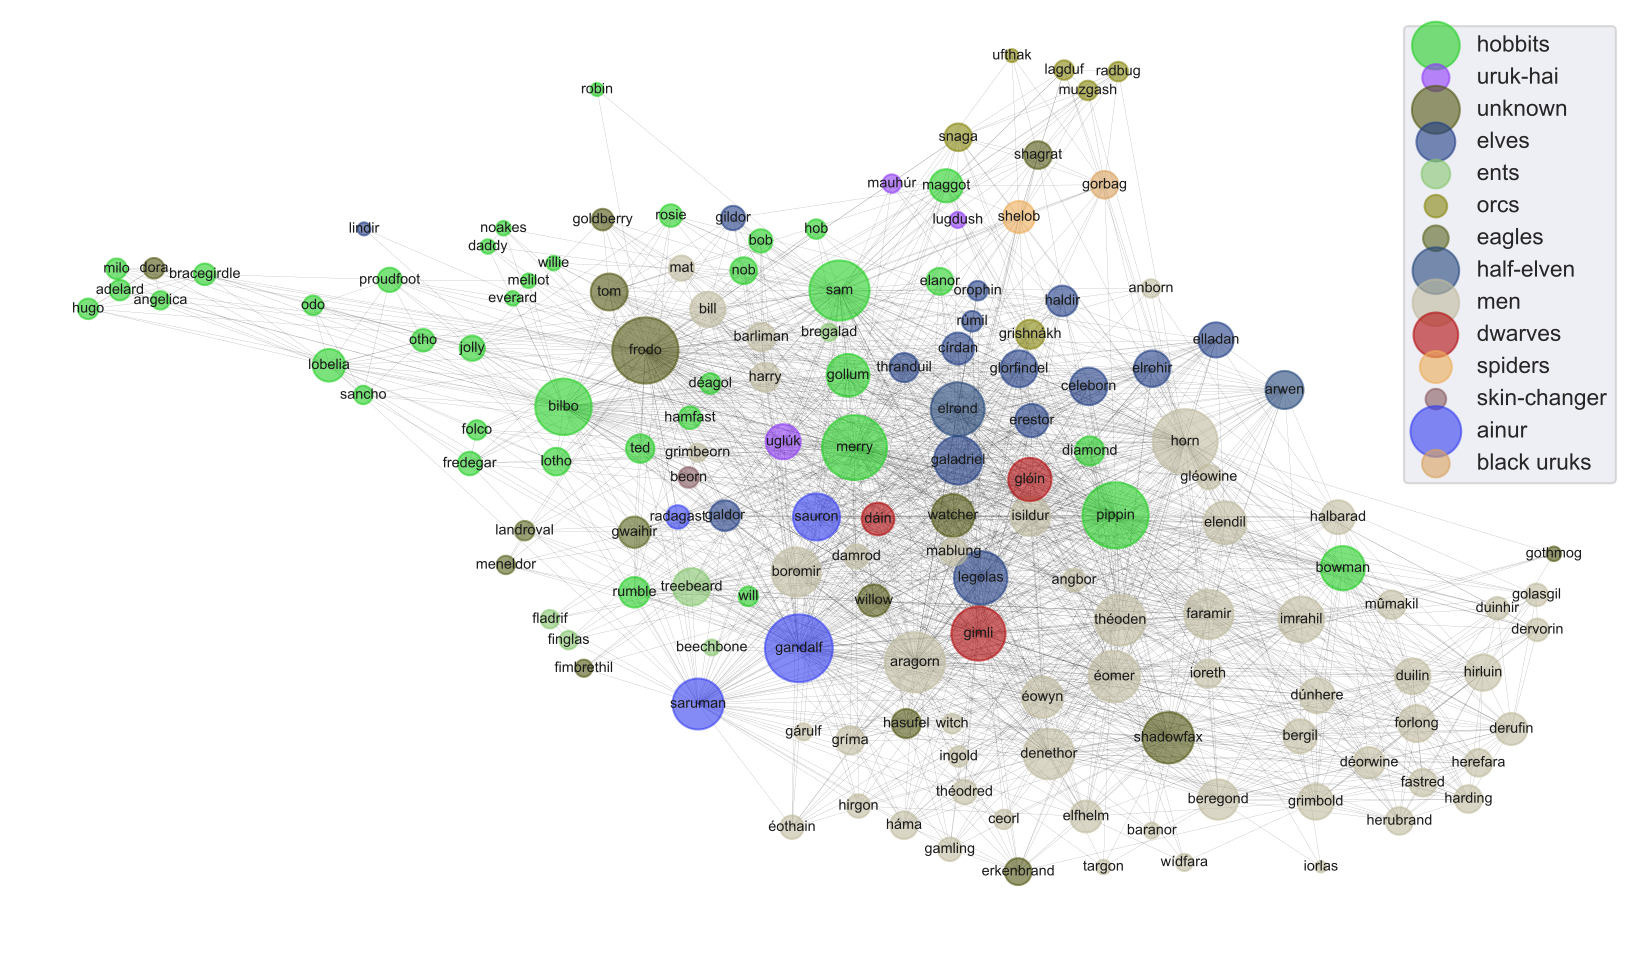 ufthak
lagduf
radbug
muzgash
robin
snaga
shagrat
mauhúr
maggot
gorbag
lugdush
shelob
goldberry
rosie
gildor
lindir
noakes
hob
daddy
bob
milo
dora
bracegirdle
willie
mat
nob
proudfoot
melilot
adelard
angelica
everard
tom
sam
elanor
orophin
haldir
anborn
hugo
odo
bill
rúmil
bregalad
grishnákh
barliman
otho
jolly
frodo
círdan
elladan
lobelia
thranduil
glorfindel
elrohir
harry
gollum
déagol
celeborn
arwen
sancho
bilbo
hamfast
elrond
erestor
folco
uglúk
horn
ted
grimbeorn
merry
diamond
fredegar
lotho
galadriel
beorn
glóin
gléowine
radagast
galdor
sauron
dáin
watcher
isildur
pippin
elendil
halbarad
landroval
gwaihir
damrod
mablung
gothmog
meneldor
boromir
legolas
angbor
bowman
rumble
treebeard
will
willow
golasgil
mûmakil
duinhir
fladrif
théoden
faramir
imrahil
dervorin
finglas
beechbone
gandalf
gimli
fimbrethil
aragorn
éomer
ioreth
duilin
hirluin
saruman
éowyn
dúnhere
gárulf
hasufel
witch
gríma
shadowfax
bergil
forlong
derufin
ingold
denethor
déorwine
herefara
fastred
théodred
hirgon
beregond
grimbold
harding
éothain
háma
ceorl
elfhelm
baranor
herubrand
gamling
erkenbrand
targon
wídfara
iorlas
hobbits
uruk-hai
unknown
elves
ents
orcs
eagles
half-elven
men
dwarves
spiders
skin-changer
ainur
black uruks